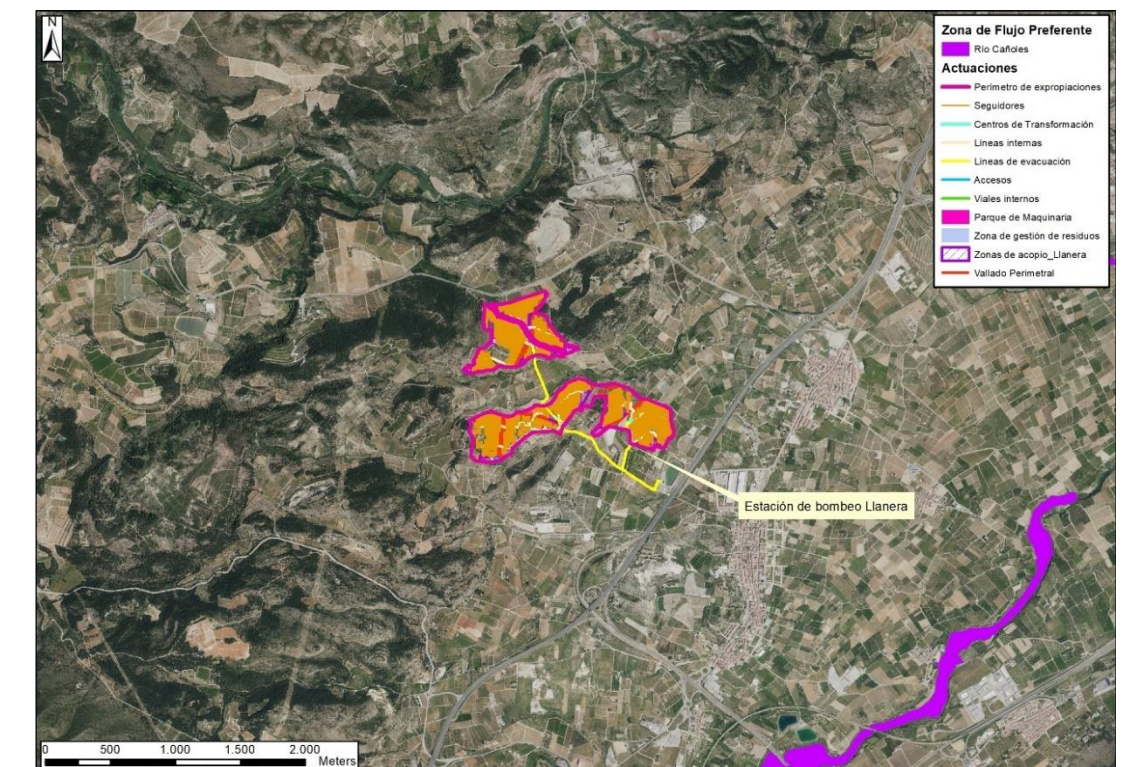 N
Zona de Flujo Preferente
Río Cañoles
Actuaciones
Perímetro de expropiaciones
Seguidores
Centros de Transformación
Líneas internas
Líneas de evacuación
Accesos
Viales internos
Parque de Maquinaria
Zona de gestión de residuos
Zonas de acopio_Llanera
Vallado Perimetral
Estación de bombeo Llanera
0 500 1.000 1.500 2.000
Meters